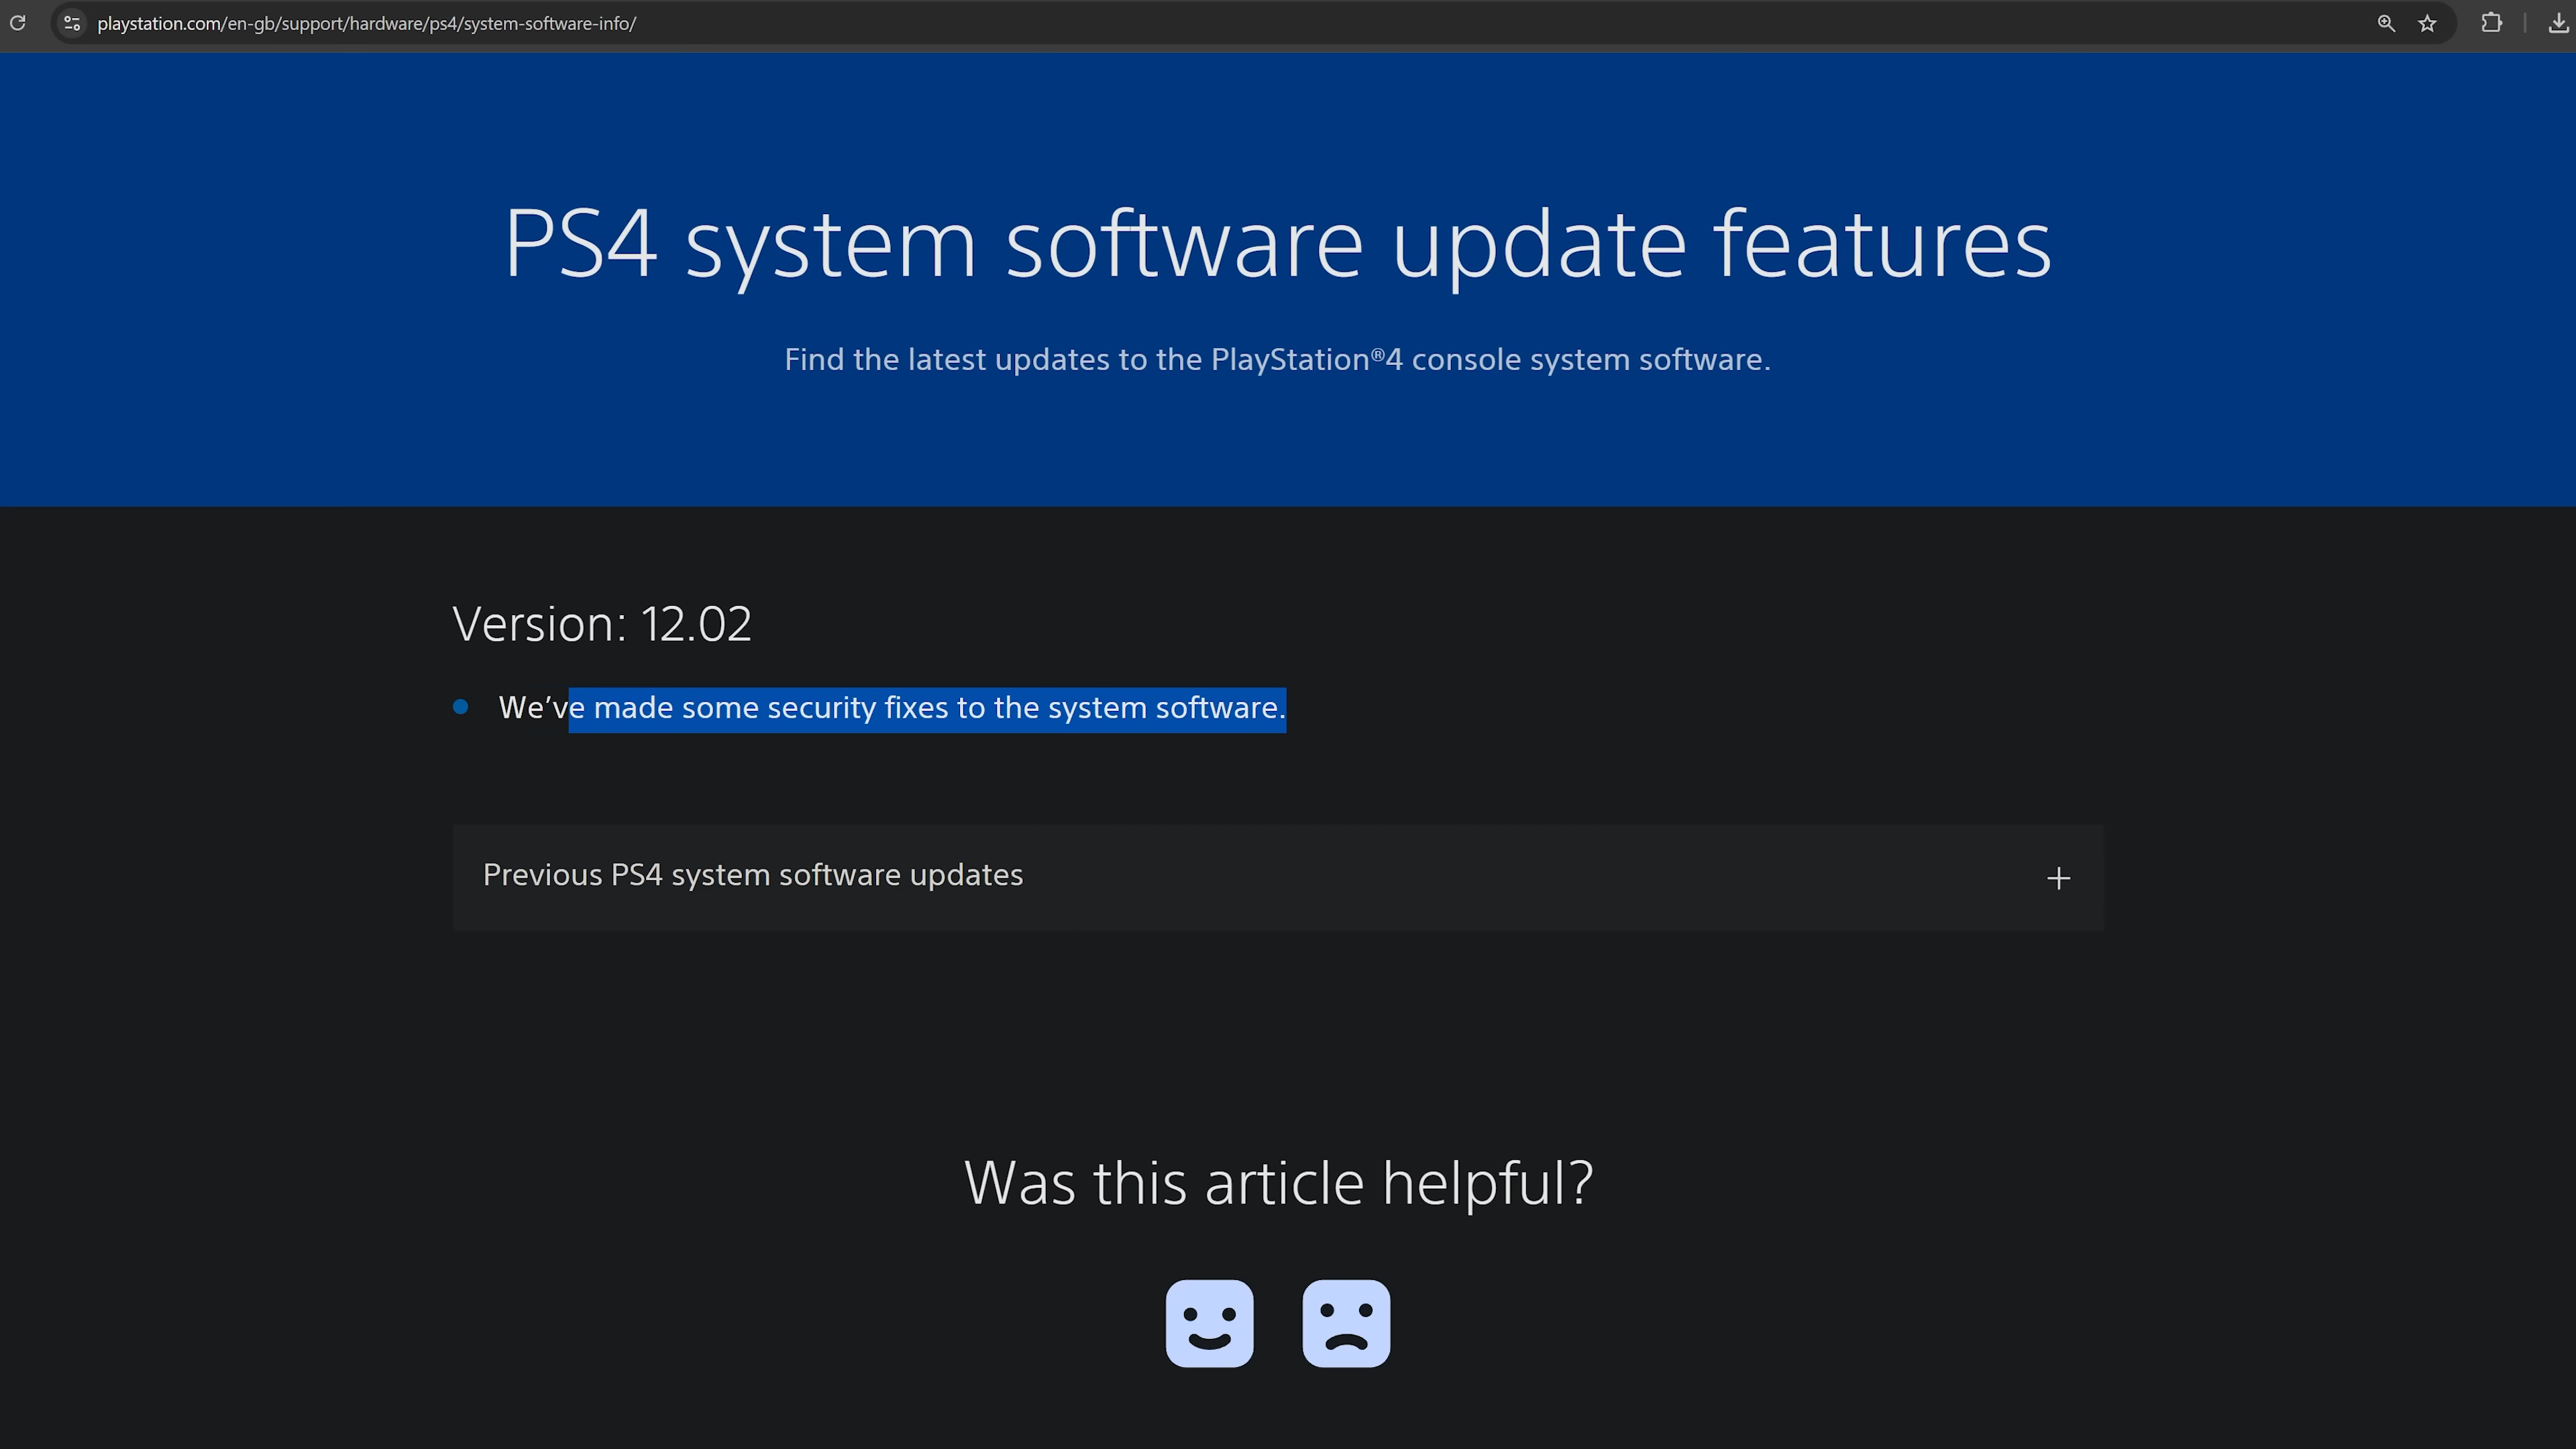 playstation.com/en-gb/support/hardware/ps4/system-software-info/
PS4 system software update features
Find the latest updates to the PlayStation®4 console system software.
Version: 12.02
We’ve made some security fixes to the system software.
Previous PS4 system software updates
Was this article helpful?